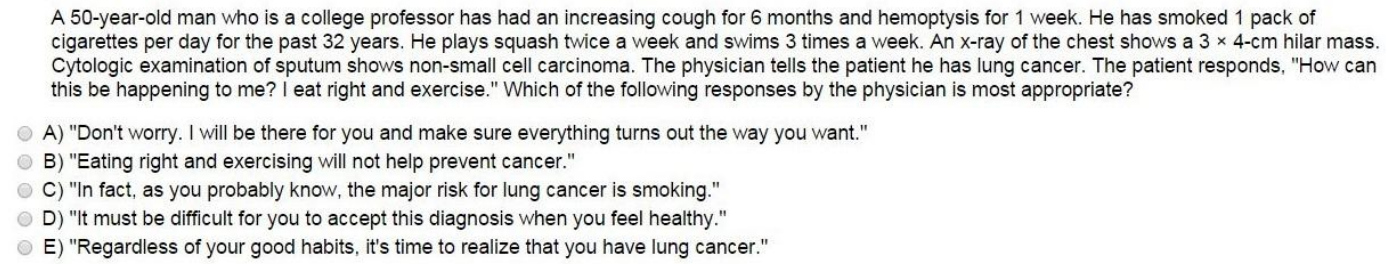 A 50-year-old man who is a college professor has had an increasing cough for 6 months and hemoptysis for 1 week. He has smoked 1 pack of
cigarettes per day for the past 32 years. He plays squash twice a week and swims 3 times a week. An x-ray of the chest shows a 3 × 4-cm hilar mass.
Cytologic examination of sputum shows non-small cell carcinoma. The physician tells the patient he has lung cancer. The patient responds, "How can
this be happening to me? I eat right and exercise." Which of the following responses by the physician is most appropriate?
A) "Don't worry. I will be there for you and make sure everything turns out the way you want."
B) "Eating right and exercising will not help prevent cancer."
C) "In fact, as you probably know, the major risk for lung cancer is smoking."
D) "It must be difficult for you to accept this diagnosis when you feel healthy."
E) "Regardless of your good habits, it's time to realize that you have lung cancer."